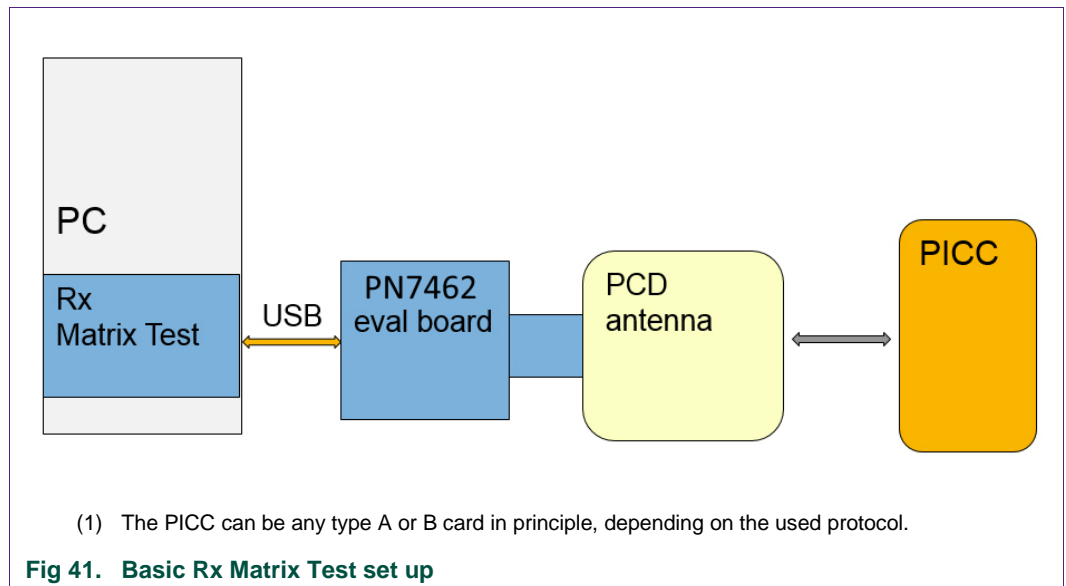 PC
Rx
Matrix Test
USB
PN7462
eval board
PCD
antenna
PICC
(1) The PICC can be any type A or B card in principle, depending on the used protocol.
Fig 41. Basic Rx Matrix Test set up